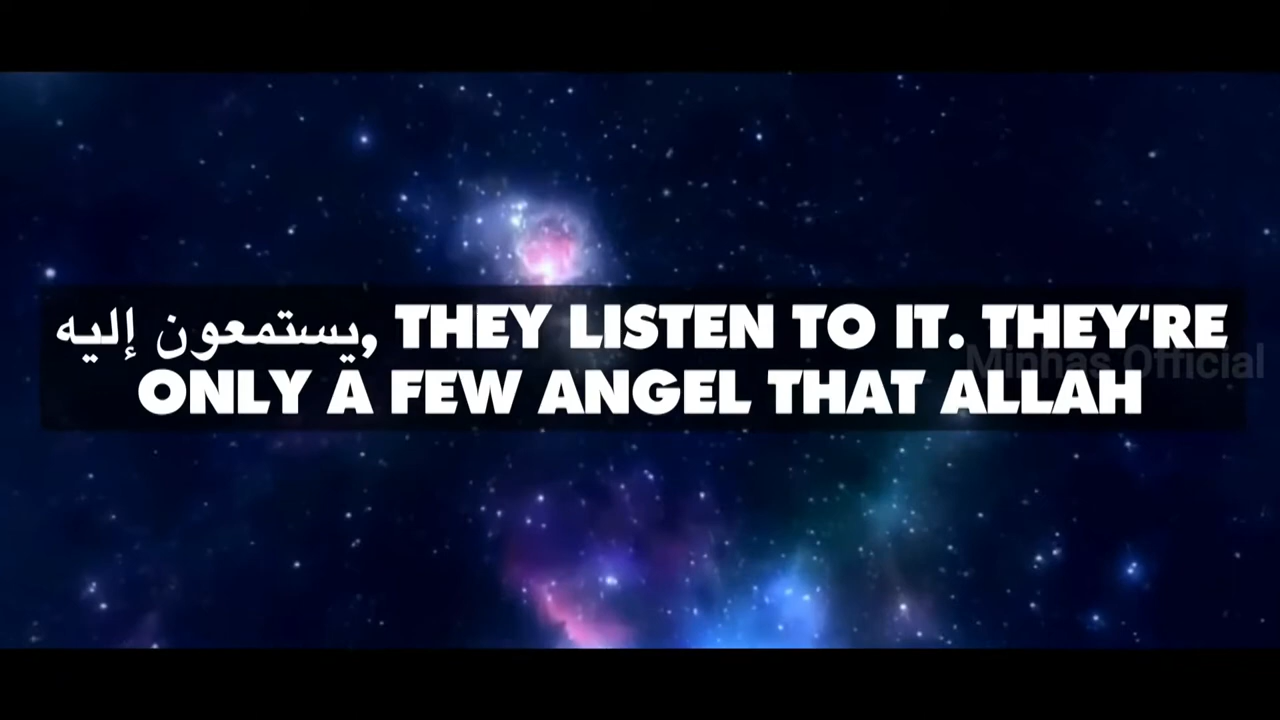 يستمعون إليه, THEY LISTEN TO IT. THEY'RE
ONLY A FEW ANGEL THAT ALLAH
Minhas Official